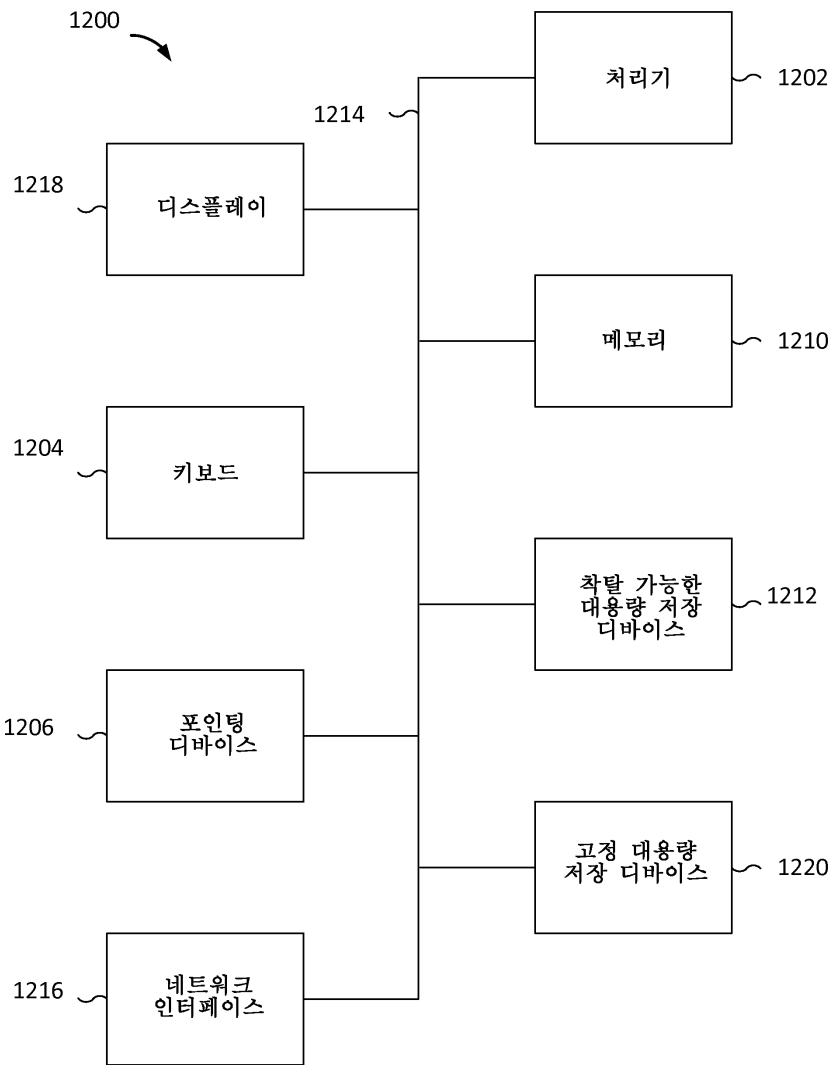 1200
처리기
1202
1214
1218
디스플레이
메모리
1210
1204
키보드
착탈 가능한
대용량 저장
디바이스
1212
1206
포인팅
디바이스
고정 대용량
저장 디바이스
1220
1216
네트워크
인터페이스